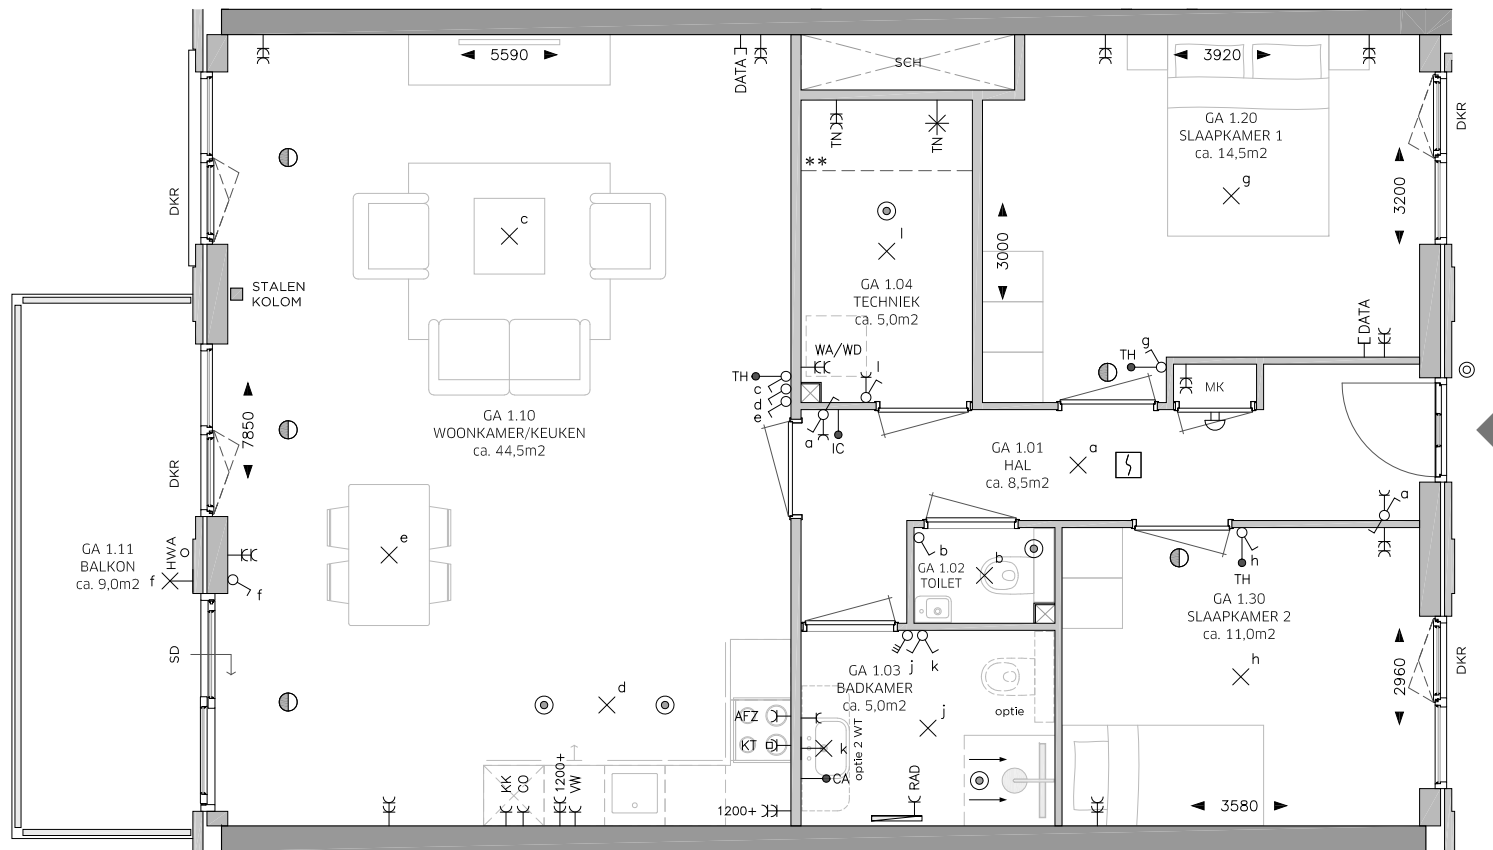 5590
DATA
SCH
3920
DKR
GA 1.20
SLAAPKAMER 1
ca. 14,5m2
g
TN
TN
**
DKR
3200
c
l
3000
GA 1.04
TECHNIEK
ca. 5,0m2
STALEN
KOLOM
DATA
WA/WD
l
g
TH
TH
c
d
e
MK
7850
GA 1.10
WOONKAMER/KEUKEN
ca. 44,5m2
a
IC
GA 1.01
HAL
ca. 8,5m2
a
DKR
a
e
GA 1.11
BALKON
ca. 9,0m2
HWA
f
f
b
GA 1.02
TOILET
b
h
TH
GA 1.30
SLAAPKAMER 2
ca. 11,0m2
h
SD
DKR
2960
j
k
GA 1.03
BADKAMER
ca. 5,0m2
d
optie
j
AFZ
KT
k
optie 2 WT
CA
RAD
KK
CO
1200+
VW
1200+
3580